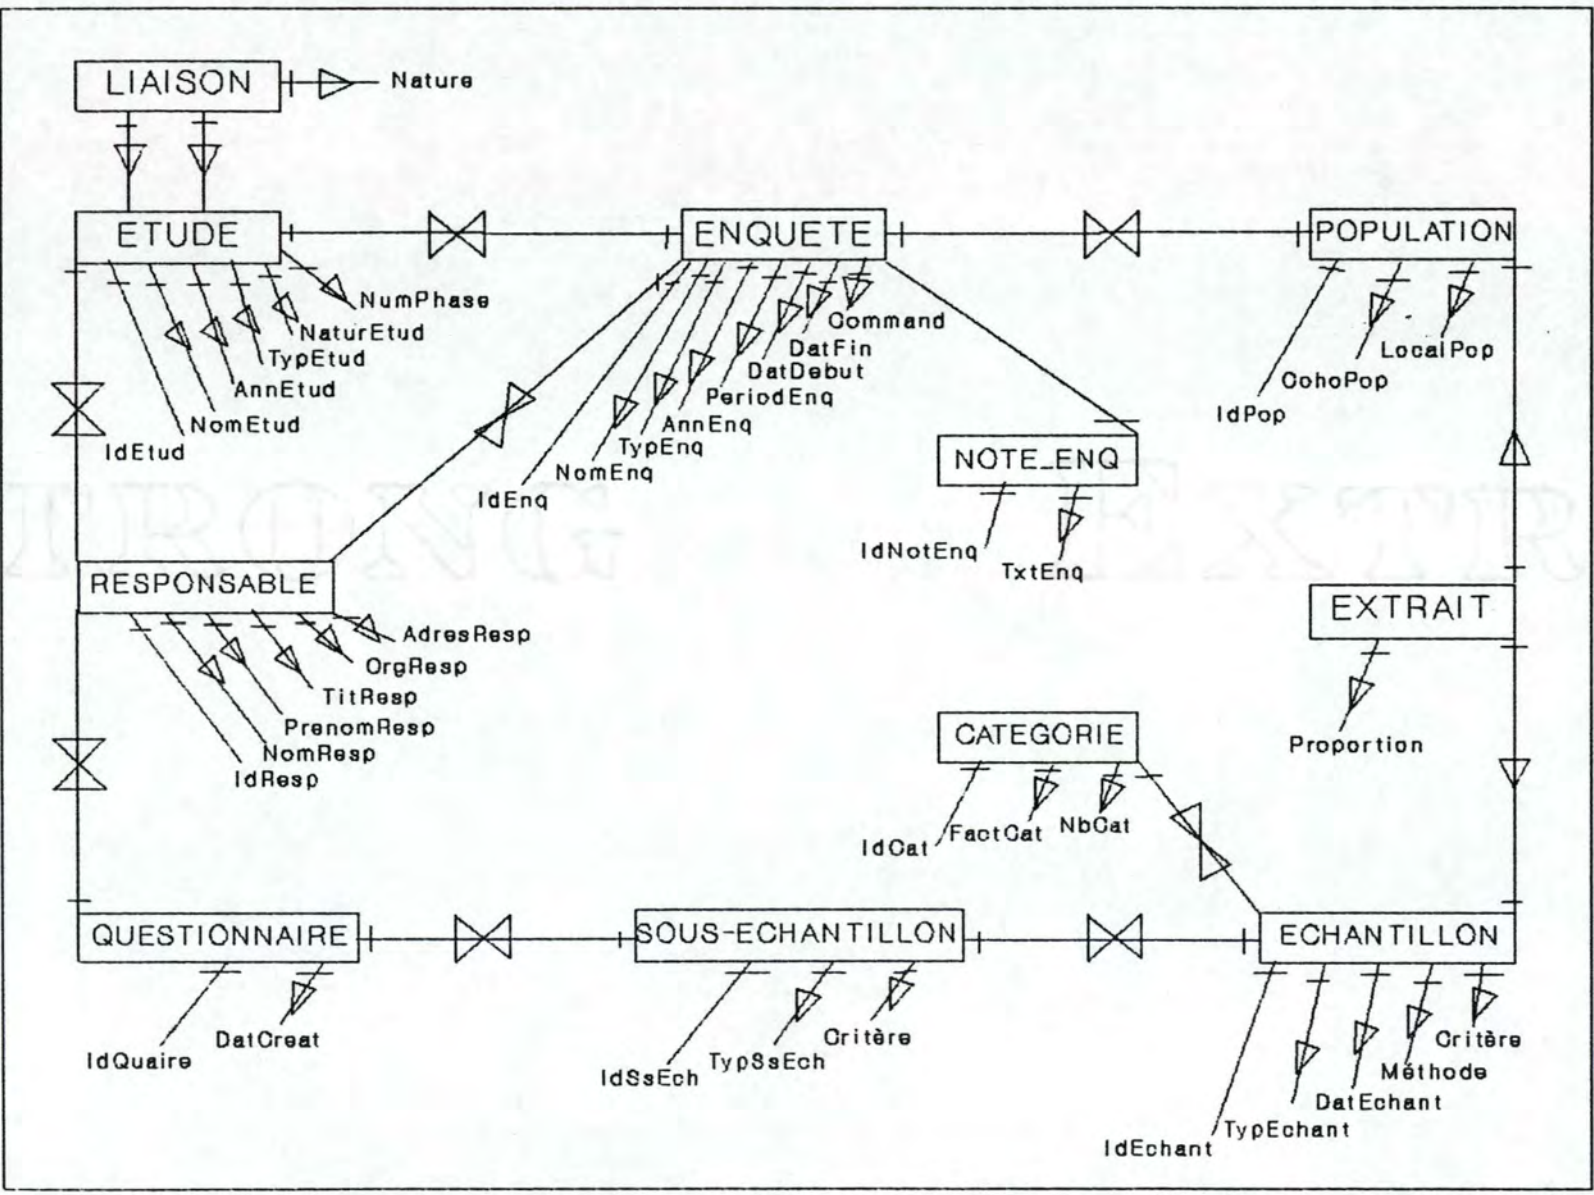 LIAISON
Nature
ETUDE
ENQUETE
POPULATION
NumPhase
NaturEtud
TypEtud
AnnEtud
NomEtud
IdEtud
Command
DatFin
DatDebut
PeriodEnq
AnnEnq
TypEnq
NomEnq
IdEnq
LocalPop
CohoPop
IdPop
NOTE_ENQ
IdNotEnq
TxtEnq
RESPONSABLE
AdresResp
OrgResp
TitResp
PrenomResp
NomResp
IdResp
EXTRAIT
Proportion
CATEGORIE
IdCat
FactCat
NbCat
QUESTIONNAIRE
SOUS-ECHANTILLON
ECHANTILLON
IdQuaire
DatCreat
IdSsEch
TypSsEch
Critère
Critère
Méthode
DatEchant
TypEchant
IdEchant